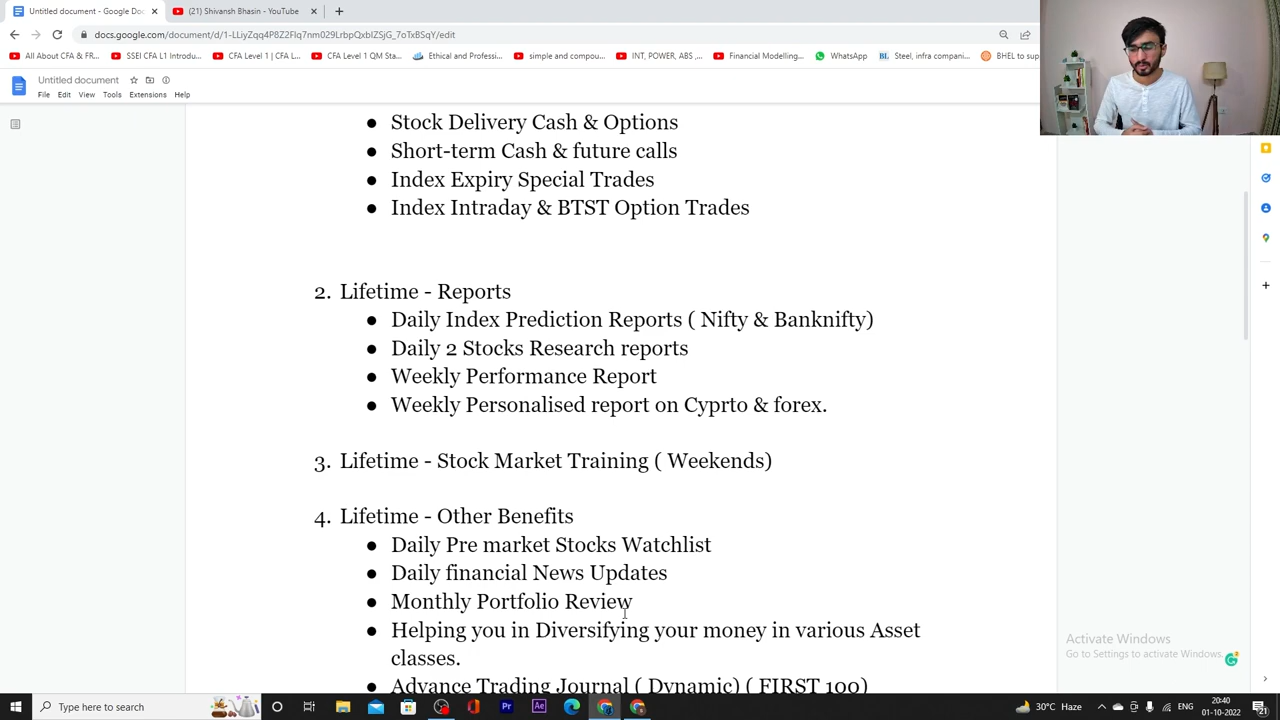 Untitled document - Google Doc
(21) Shivansh Bhasin - YouTube
docs.google.com/document/d/1-LLiyZqq4P8Z2FIq7nm029LrbpQxbIZSjG_7oTxBSqY/edit
All About CFA & FR...
SSEI CFA L1 Introdu...
CFA Level 1 | CFA L...
CFA Level 1 QM Sta...
Ethical and Professi...
simple and compou...
INT, POWER, ABS ,...
Financial Modelling...
WhatsApp
BL Steel, infra compani...
BHEL to sup
Untitled document
File Edit View Tools Extensions Help
● Stock Delivery Cash & Options
● Short-term Cash & future calls
● Index Expiry Special Trades
● Index Intraday & BTST Option Trades
2. Lifetime - Reports
● Daily Index Prediction Reports ( Nifty & Banknifty)
● Daily 2 Stocks Research reports
● Weekly Performance Report
● Weekly Personalised report on Cyprto & forex.
3. Lifetime - Stock Market Training ( Weekends)
4. Lifetime - Other Benefits
● Daily Pre market Stocks Watchlist
● Daily financial News Updates
● Monthly Portfolio Review
● Helping you in Diversifying your money in various Asset
classes.
● Advance Trading Journal ( Dynamic) ( FIRST 100)
Activate Windows
Go to Settings to activate Windows.
Type here to search
Pr
Ae
30°C Haze
20:40
01-10-2022
21